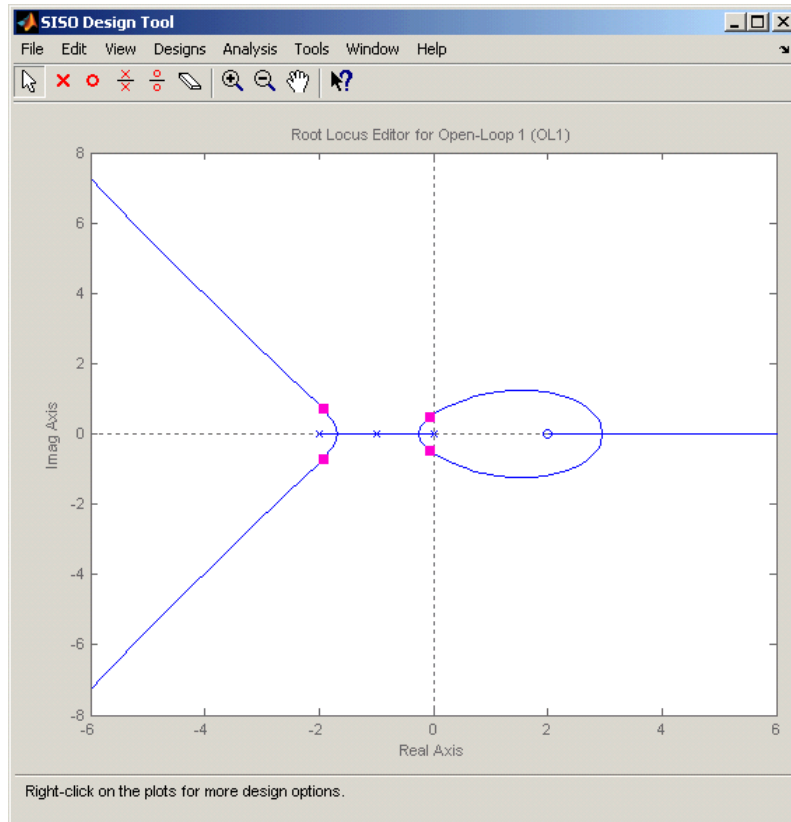 SISO Design Tool
File Edit View Designs Analysis Tools Window Help
Root Locus Editor for Open-Loop 1 (OL1)
8
6
4
2
0
-2
-4
-6
-8
Imag Axis
-6 -4 -2 0 2 4 6
Real Axis
Right-click on the plots for more design options.